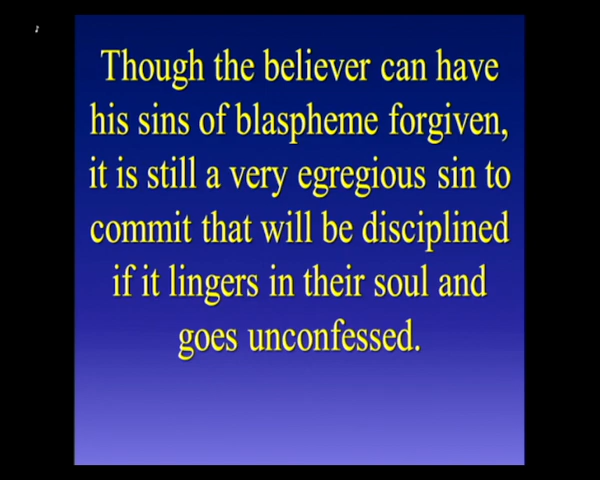 Though the believer can have
his sins of blaspheme forgiven,
it is still a very egregious sin to
commit that will be disciplined
if it lingers in their soul and
goes unconfessed.